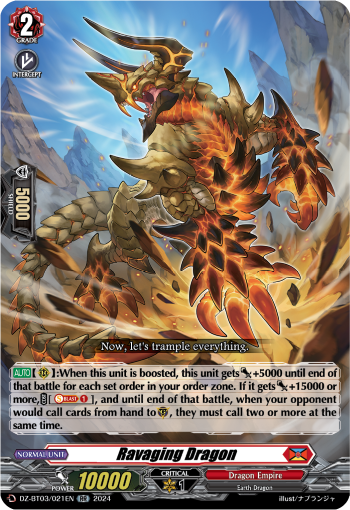 2
GRADE
INTERCEPT
5000
SHIELD
Now, let's trample everything.
AUTO [ RC ]:When this unit is boosted, this unit gets +5000 until end of
that battle for each set order in your order zone. If it gets +15000 or
more, [SOUL BLAST 1], and until end of that battle, when your opponent
would call cards from hand to GC, they must call two or more at the
same time.
NORMAL UNIT
Ravaging Dragon
POWER 10000
CRITICAL
1
Dragon Empire
Earth Dragon
DZ-BT03/021EN RR 2024
illust/ナブランジャ